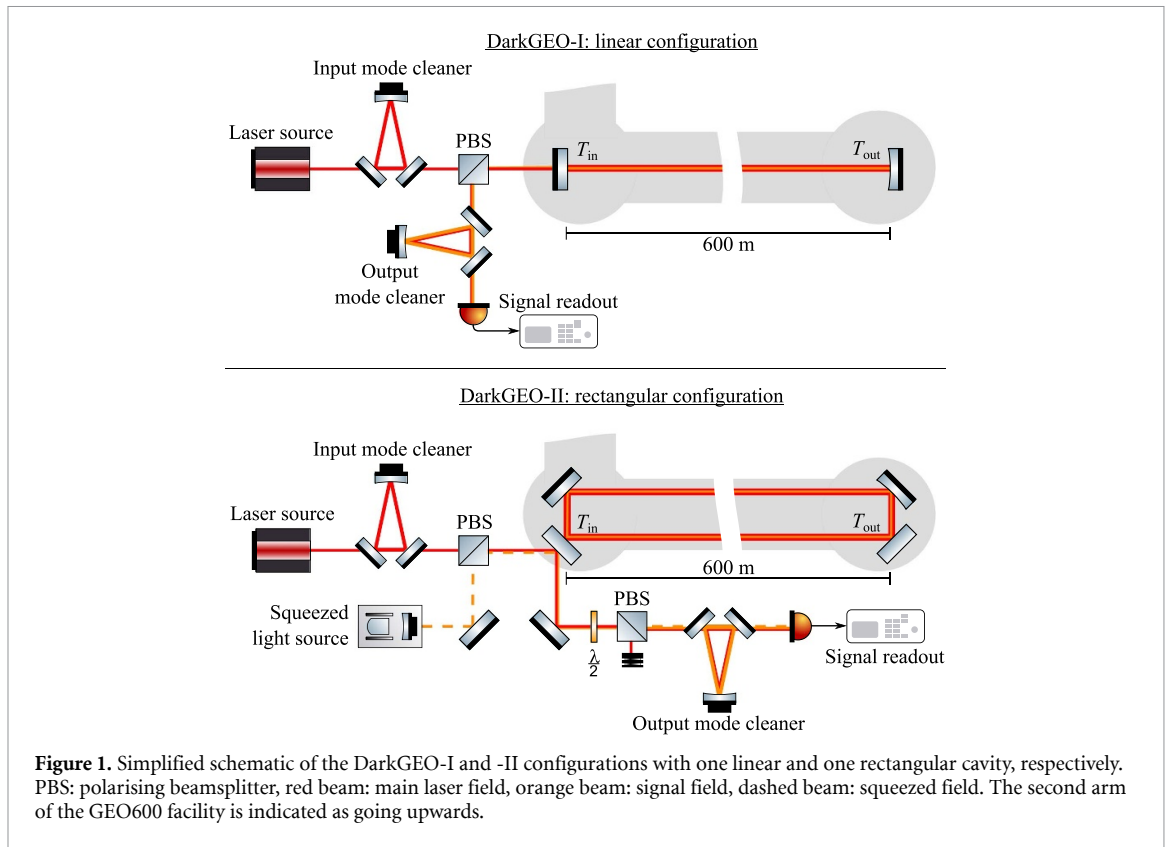 DarkGEO-I: linear configuration
Input mode cleaner
Laser source
PBS
T_in
T_out
600 m
Output
mode cleaner
Signal readout
DarkGEO-II: rectangular configuration
Input mode cleaner
Laser source
PBS
T_in
T_out
600 m
Squeezed
light source
PBS
λ/2
Signal readout
Output mode cleaner
Figure 1. Simplified schematic of the DarkGEO-I and -II configurations with one linear and one rectangular cavity, respectively.
PBS: polarising beamsplitter, red beam: main laser field, orange beam: signal field, dashed beam: squeezed field. The second arm
of the GEO600 facility is indicated as going upwards.